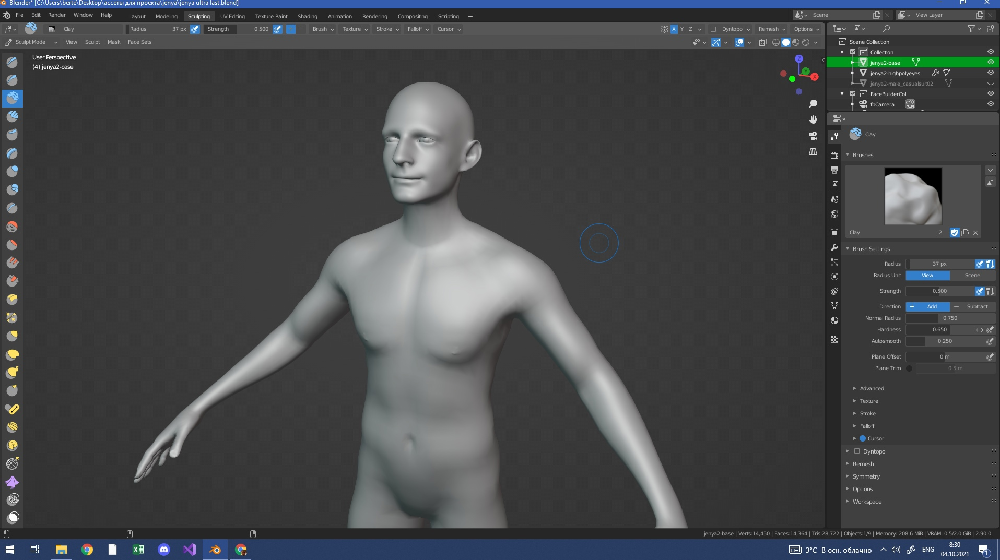 Blender* [C:\Users\berte\Desktop\ассеты для проекта\jenya\jenya ultra last.blend]
File Edit Render Window Help Layout Modeling Sculpting UV Editing Texture Paint Shading Animation Rendering Compositing Scripting + Scene View Layer
Clay Radius 37 px Strength 0.500 Brush Texture Stroke Falloff Cursor X Y Z Dyntopo Remesh Options
Sculpt Mode View Sculpt Mask Face Sets
User Perspective
(4) jenya2-base
Z
Y
X
Scene Collection
Collection
jenya2-base
jenya2-highpolyeyes
jenya2-male_casualsuit02
FaceBuilderCol
fbCamera
Clay
Brushes
Clay 2
Brush Settings
Radius 37 px
Radius Unit View Scene
Strength 0.500
Direction + Add − Subtract
Normal Radius 0.750
Hardness 0.650
Autosmooth 0.250
Plane Offset 0 m
Plane Trim 0.5 m
Advanced
Texture
Stroke
Falloff
Cursor
Dyntopo
Remesh
Symmetry
Options
Workspace
jenya2-base | Verts:14,450 | Faces:14,364 | Tris:28,722 | Objects:1/9 | Memory: 208.6 MiB | VRAM: 0.5/2.0 GiB | 2.90.0
3°C В осн. облачно ENG 8:30
04.10.2021 1